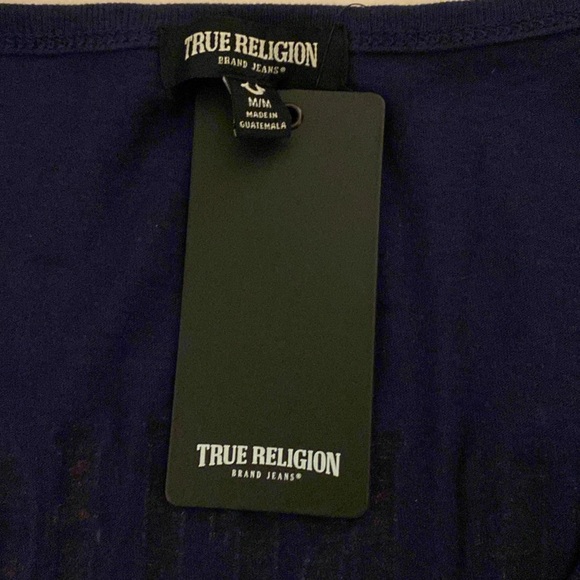 TRUE RELIGION
BRAND JEANS®
M/M
MADE IN
GUATEMALA
TRUE RELIGION
BRAND JEANS®